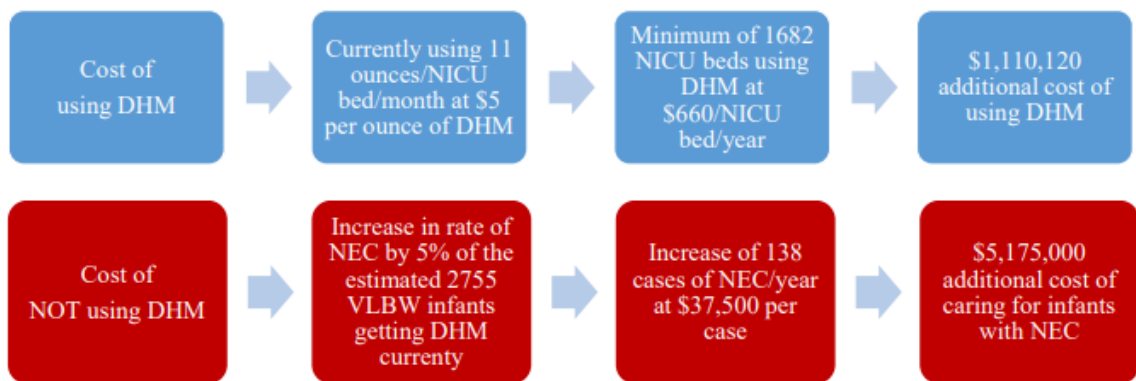 Cost of
using DHM
Currently using 11
ounces/NICU
bed/month at $5
per ounce of DHM
Minimum of 1682
NICU beds using
DHM at
$660/NICU
bed/year
$1,110,120
additional cost of
using DHM
Cost of
NOT using DHM
Increase in rate of
NEC by 5% of the
estimated 2755
VLBW infants
getting DHM
currenty
Increase of 138
cases of NEC/year
at $37,500 per
case
$5,175,000
additional cost of
caring for infants
with NEC